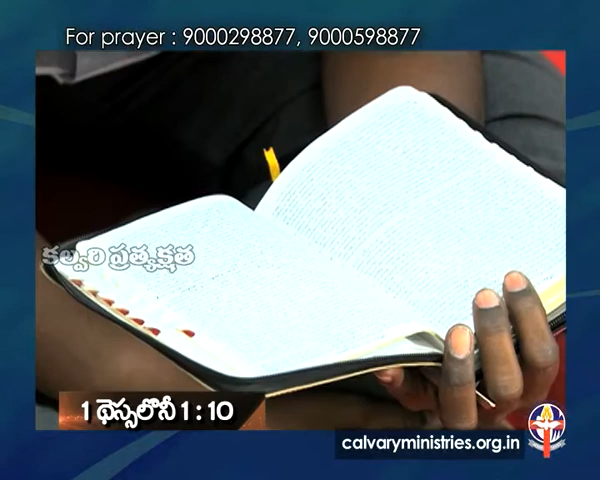 For prayer : 9000298877, 9000598877
కల్వరి ప్రత్యక్షత
1 థెస్సలొనీ 1 : 10
calvaryministries.org.in